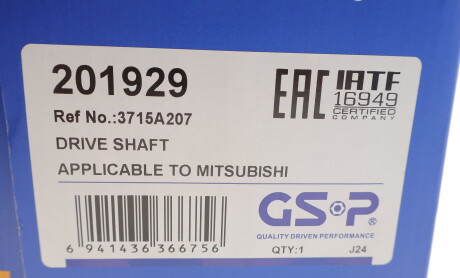 201929
Ref No.:3715A207
DRIVE SHAFT
APPLICABLE TO MITSUBISHI
EAC
IATF
16949
CERTIFIED
COMPANY
6 941436 366756
GSP®
QUALITY DRIVEN PERFORMANCE
QTY:1 J24